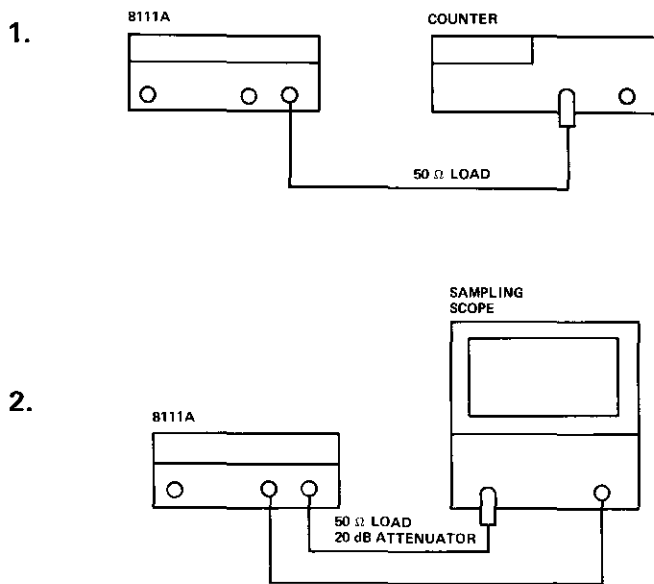 1.
8111A
COUNTER
50 Ω LOAD
2.
SAMPLING
SCOPE
8111A
50 Ω LOAD
20 dB ATTENUATOR